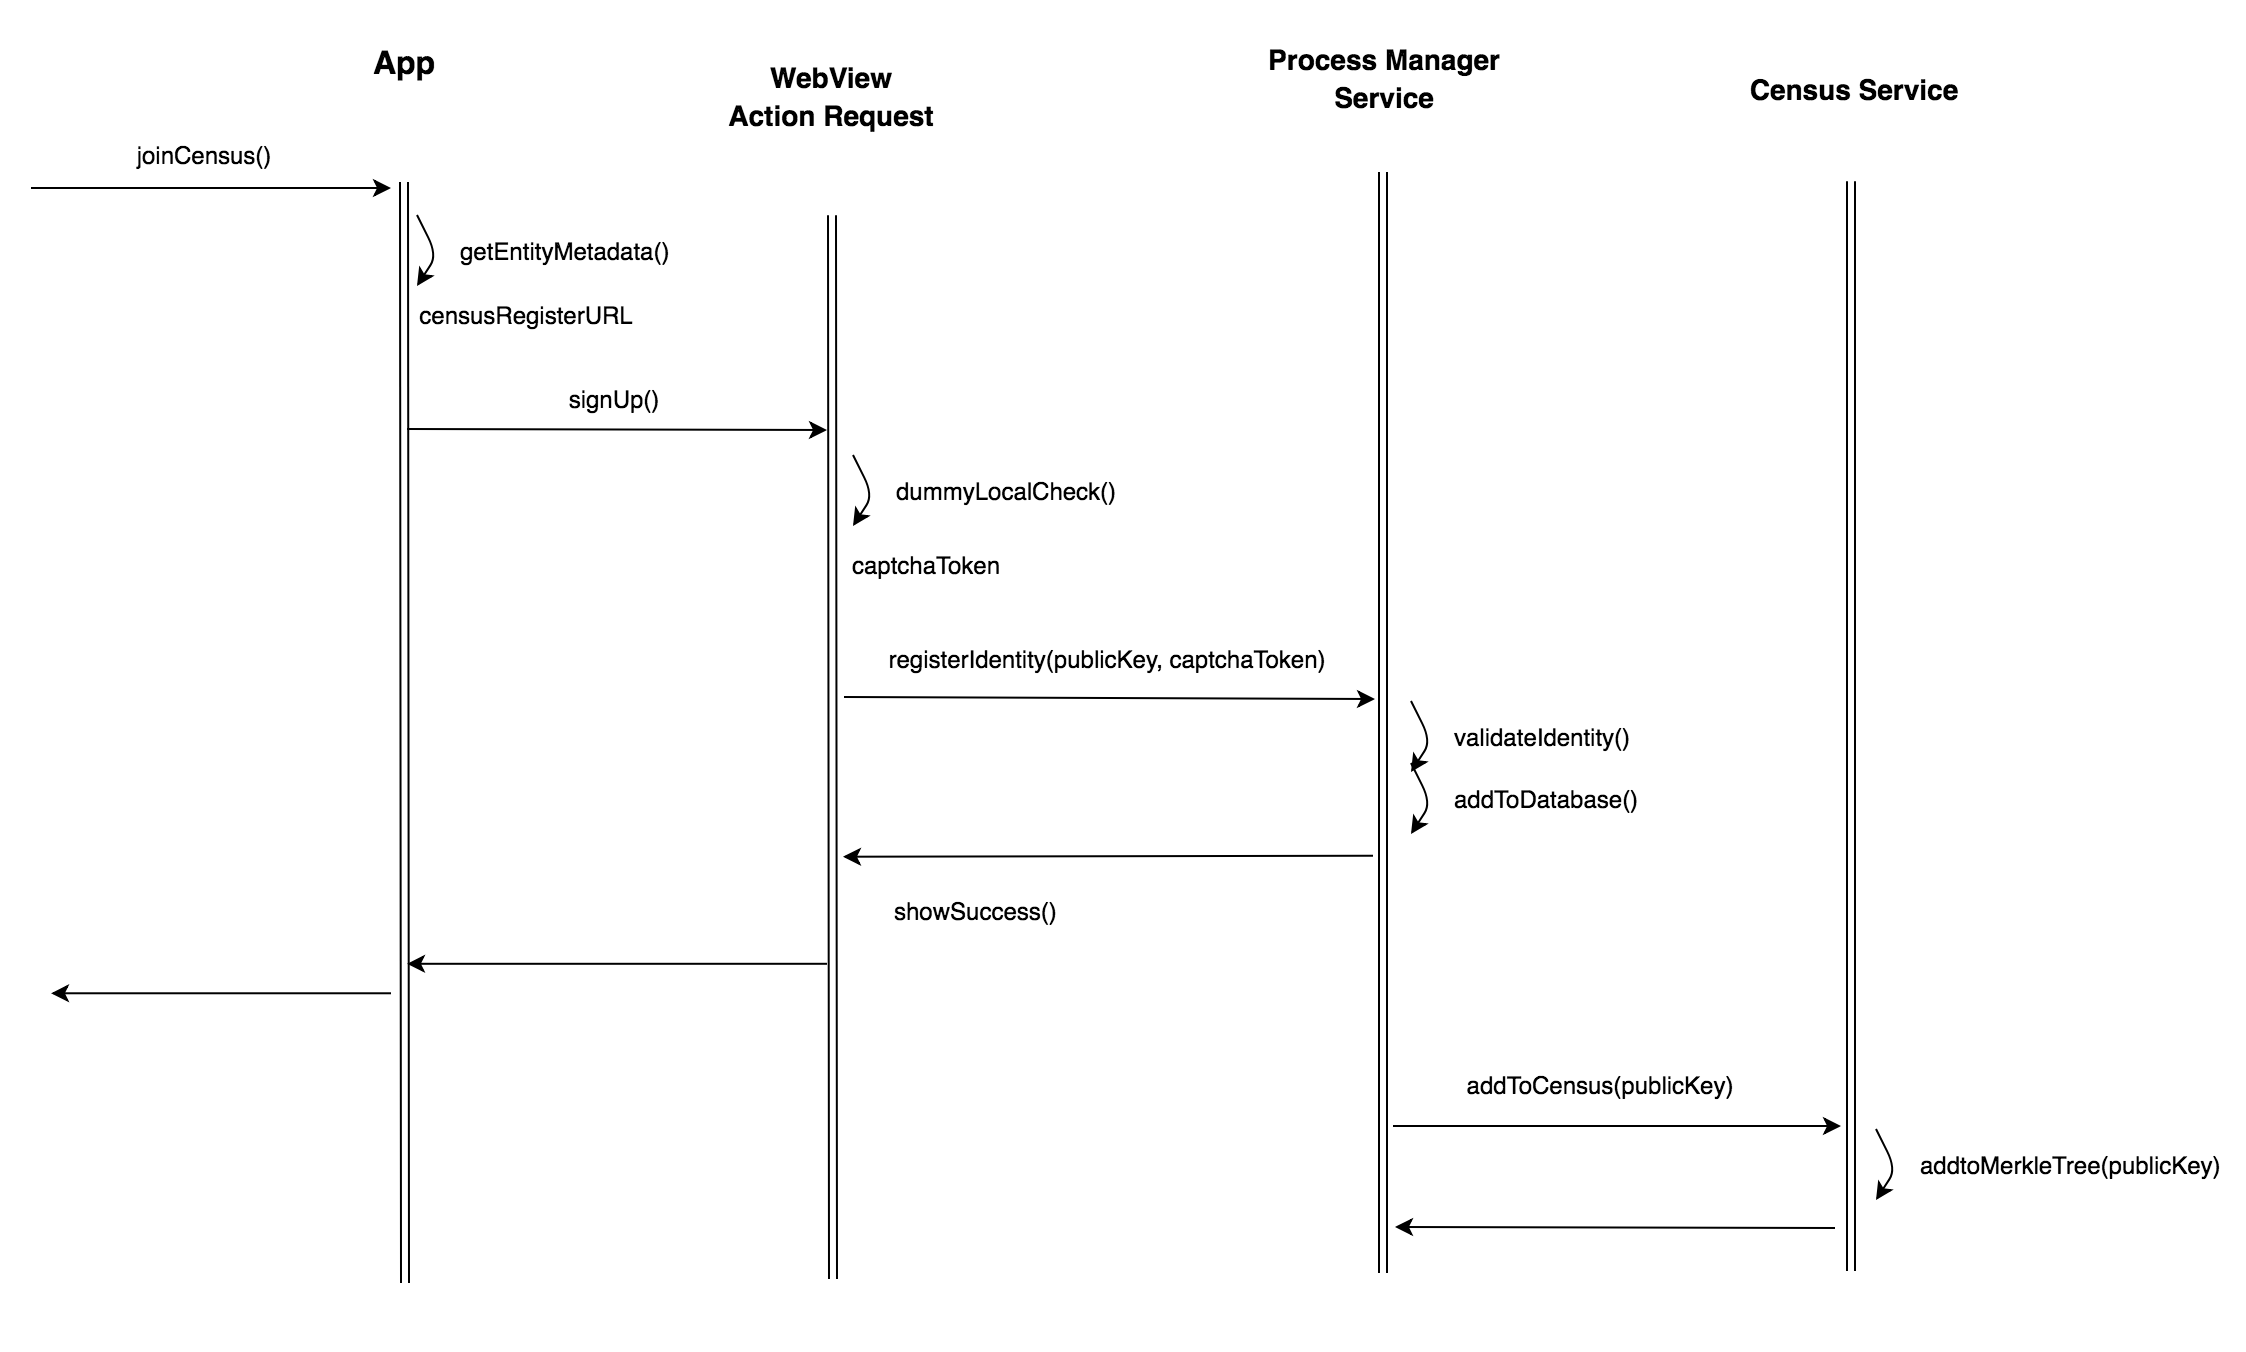 App
WebView
Action Request
Process Manager
Service
Census Service
joinCensus()
getEntityMetadata()
censusRegisterURL
signUp()
dummyLocalCheck()
captchaToken
registerIdentity(publicKey, captchaToken)
validateIdentity()
addToDatabase()
showSuccess()
addToCensus(publicKey)
addtoMerkleTree(publicKey)